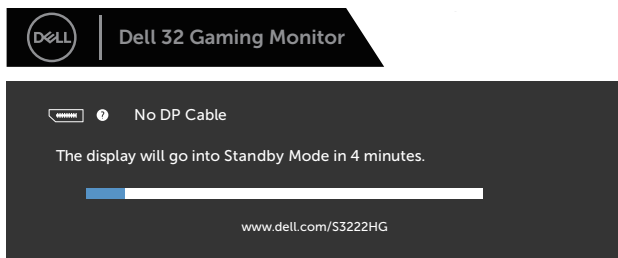 DELL
Dell 32 Gaming Monitor
? No DP Cable
The display will go into Standby Mode in 4 minutes.
www.dell.com/S3222HG